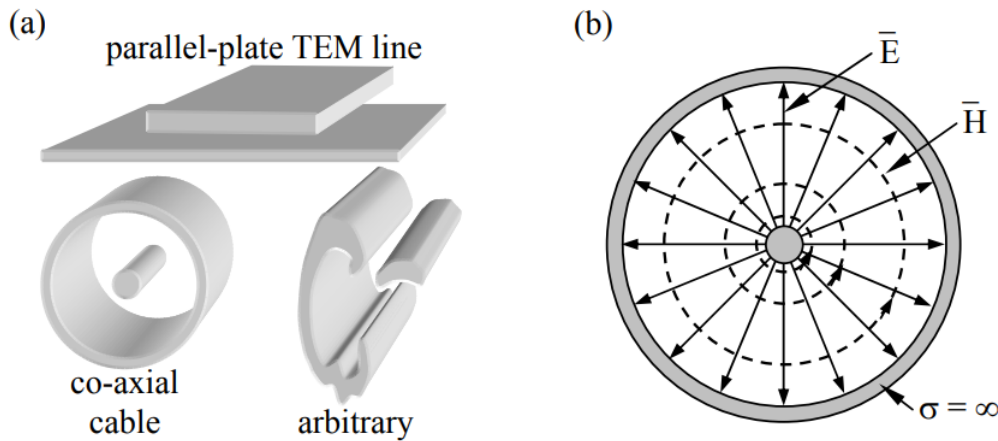 (a)
parallel-plate TEM line
co-axial
cable
arbitrary
(b)
E̅
H̅
σ = ∞